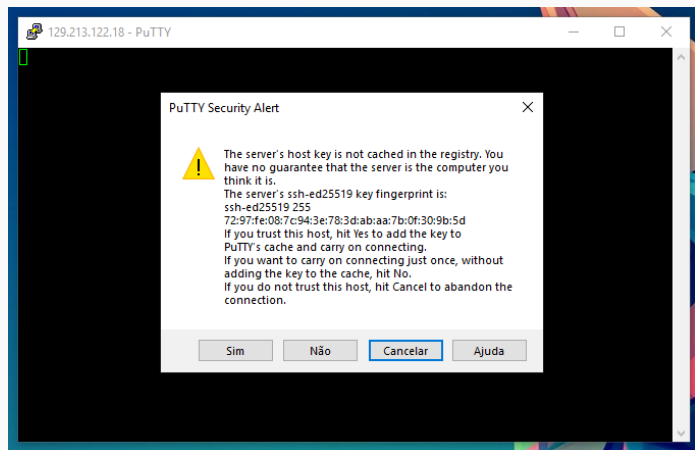 129.213.122.18 - PuTTY
PuTTY Security Alert
The server's host key is not cached in the registry. You
have no guarantee that the server is the computer you
think it is.
The server's ssh-ed25519 key fingerprint is:
ssh-ed25519 255
72:97:fe:08:7c:94:3e:78:3d:ab:aa:7b:0f:30:9b:5d
If you trust this host, hit Yes to add the key to
PuTTY's cache and carry on connecting.
If you want to carry on connecting just once, without
adding the key to the cache, hit No.
If you do not trust this host, hit Cancel to abandon the
connection.
Sim Não Cancelar Ajuda